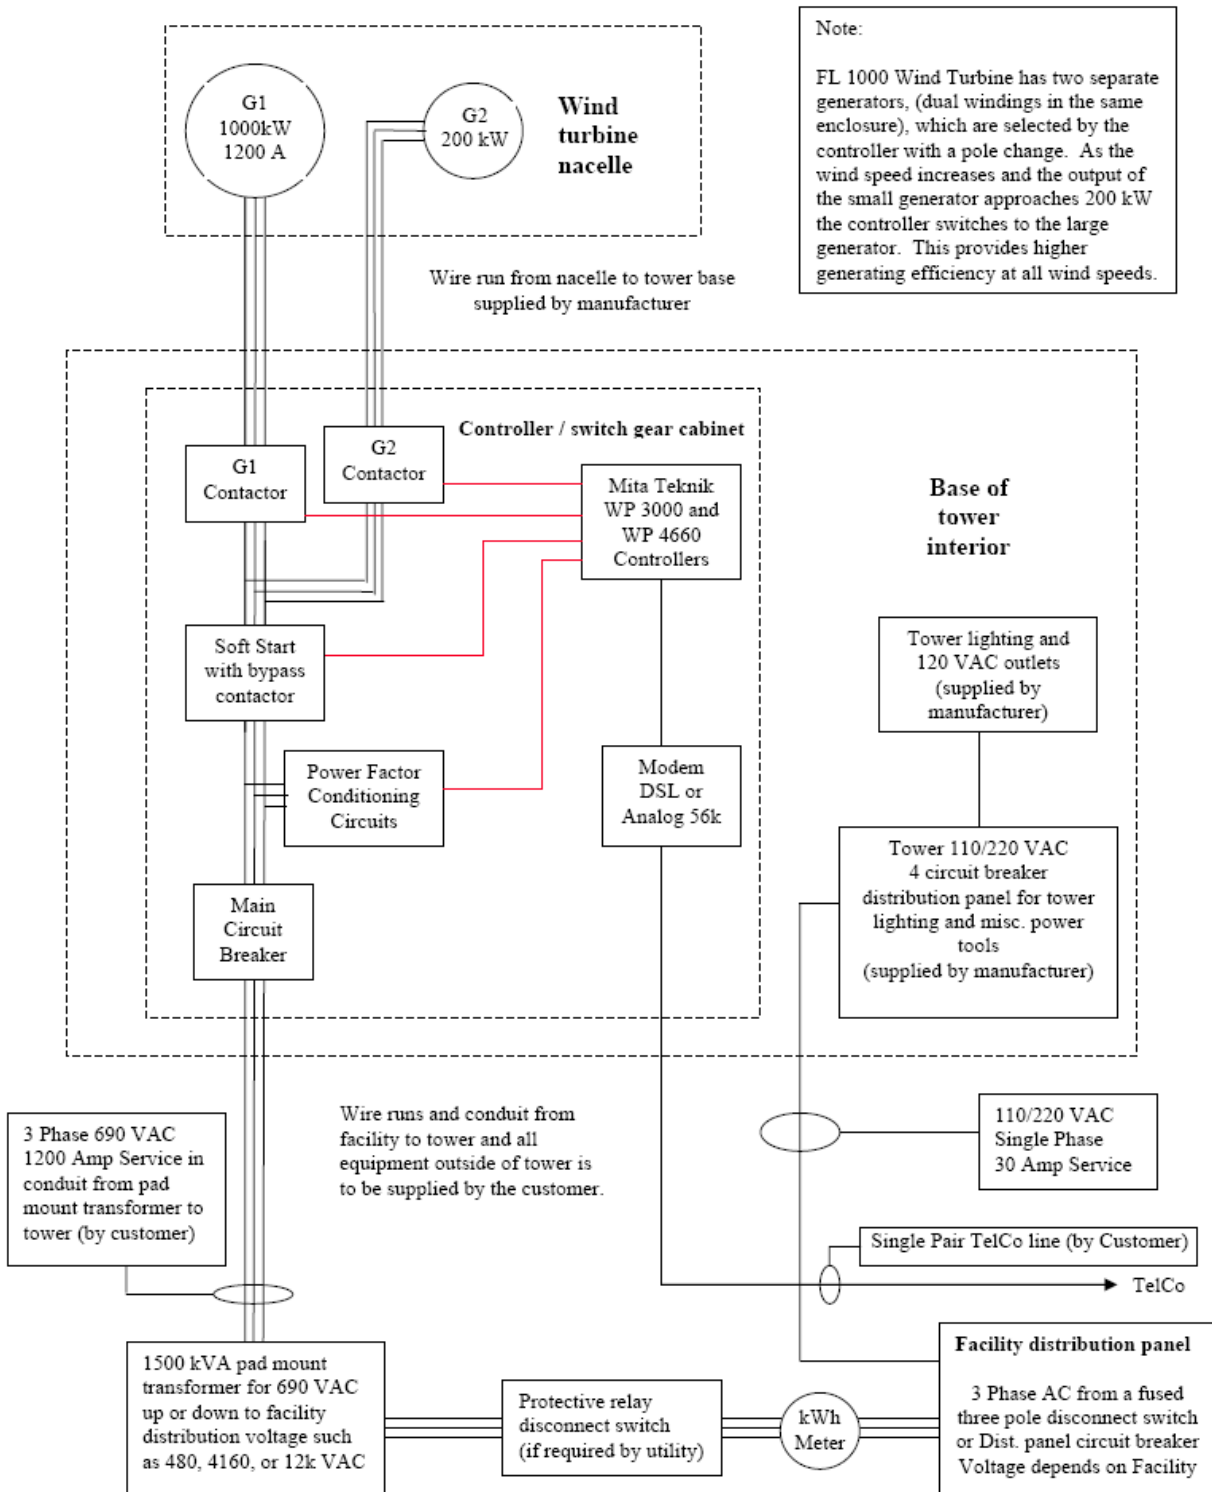 G1
1000kW
1200 A
G2
200 kW
Wind
turbine
nacelle
Note:
FL 1000 Wind Turbine has two separate
generators, (dual windings in the same
enclosure), which are selected by the
controller with a pole change.  As the
wind speed increases and the output of
the small generator approaches 200 kW
the controller switches to the large
generator.  This provides higher
generating efficiency at all wind speeds.
Wire run from nacelle to tower base
supplied by manufacturer
Controller / switch gear cabinet
G1
Contactor
G2
Contactor
Mita Teknik
WP 3000 and
WP 4660
Controllers
Base of
tower
interior
Soft Start
with bypass
contactor
Tower lighting and
120 VAC outlets
(supplied by
manufacturer)
Power Factor
Conditioning
Circuits
Modem
DSL or
Analog 56k
Tower 110/220 VAC
4 circuit breaker
distribution panel for tower
lighting and misc. power
tools
(supplied by manufacturer)
Main
Circuit
Breaker
3 Phase 690 VAC
1200 Amp Service in
conduit from pad
mount transformer to
tower (by customer)
Wire runs and conduit from
facility to tower and all
equipment outside of tower is
to be supplied by the customer.
110/220 VAC
Single Phase
30 Amp Service
Single Pair TelCo line (by Customer)
TelCo
1500 kVA pad mount
transformer for 690 VAC
up or down to facility
distribution voltage such
as 480, 4160, or 12k VAC
Protective relay
disconnect switch
(if required by utility)
kWh
Meter
Facility distribution panel
3 Phase AC from a fused
three pole disconnect switch
or Dist. panel circuit breaker
Voltage depends on Facility